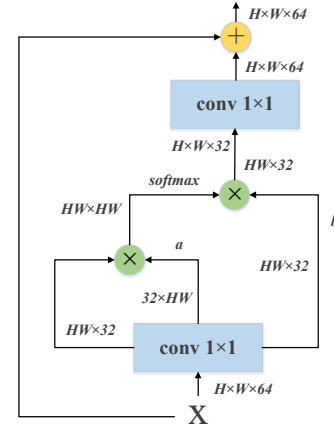 H×W×64
+
H×W×64
conv 1×1
H×W×32
HW×32
softmax
×
HW×HW
a
HW×32
×
HW×32
32×HW
conv 1×1
H×W×64
X